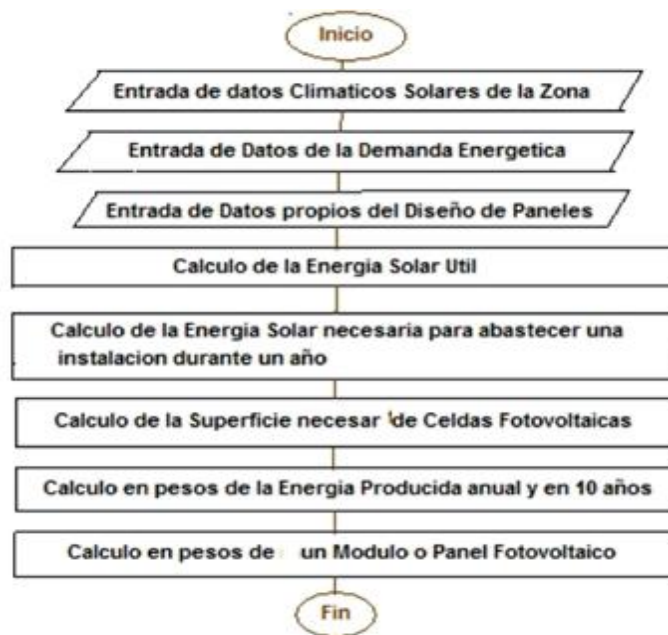 Inicio
Entrada de datos Climaticos Solares de la Zona
Entrada de Datos de la Demanda Energetica
Entrada de Datos propios del Diseño de Paneles
Calculo de la Energia Solar Util
Calculo de la Energia Solar necesaria para abastecer una
instalacion durante un año
Calculo de la Superficie necesar de Celdas Fotovoltaicas
Calculo en pesos de la Energia Producida anual y en 10 años
Calculo en pesos de un Modulo o Panel Fotovoltaico
Fin